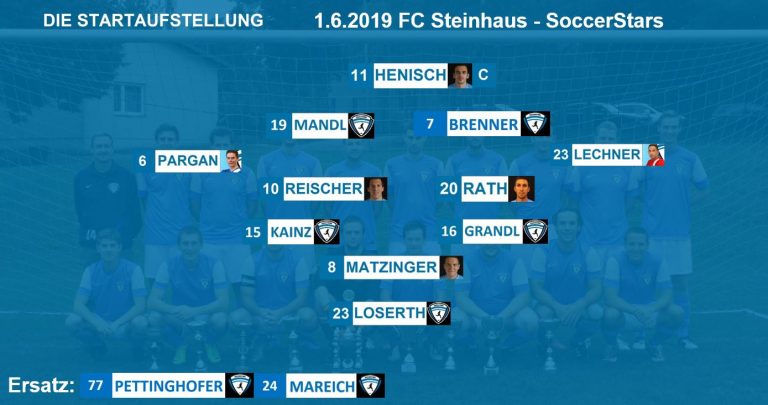 DIE STARTAUFSTELLUNG 1.6.2019 FC Steinhaus - SoccerStars
11 HENISCH C
19 MANDL 7 BRENNER
6 PARGAN 23 LECHNER
10 REISCHER 20 RATH
15 KAINZ 16 GRANDL
8 MATZINGER
23 LOSERTH
Ersatz: 77 PETTINGHOFER 24 MAREICH